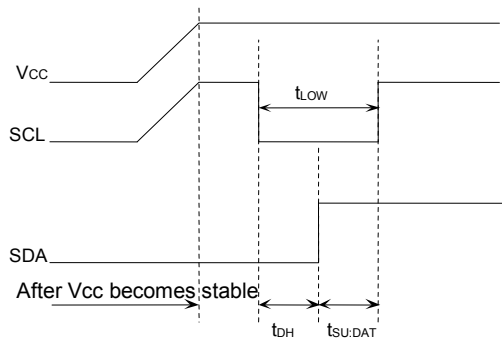 VCC
tLOW
SCL
SDA
After Vcc becomes stable
tDH
tSU:DAT